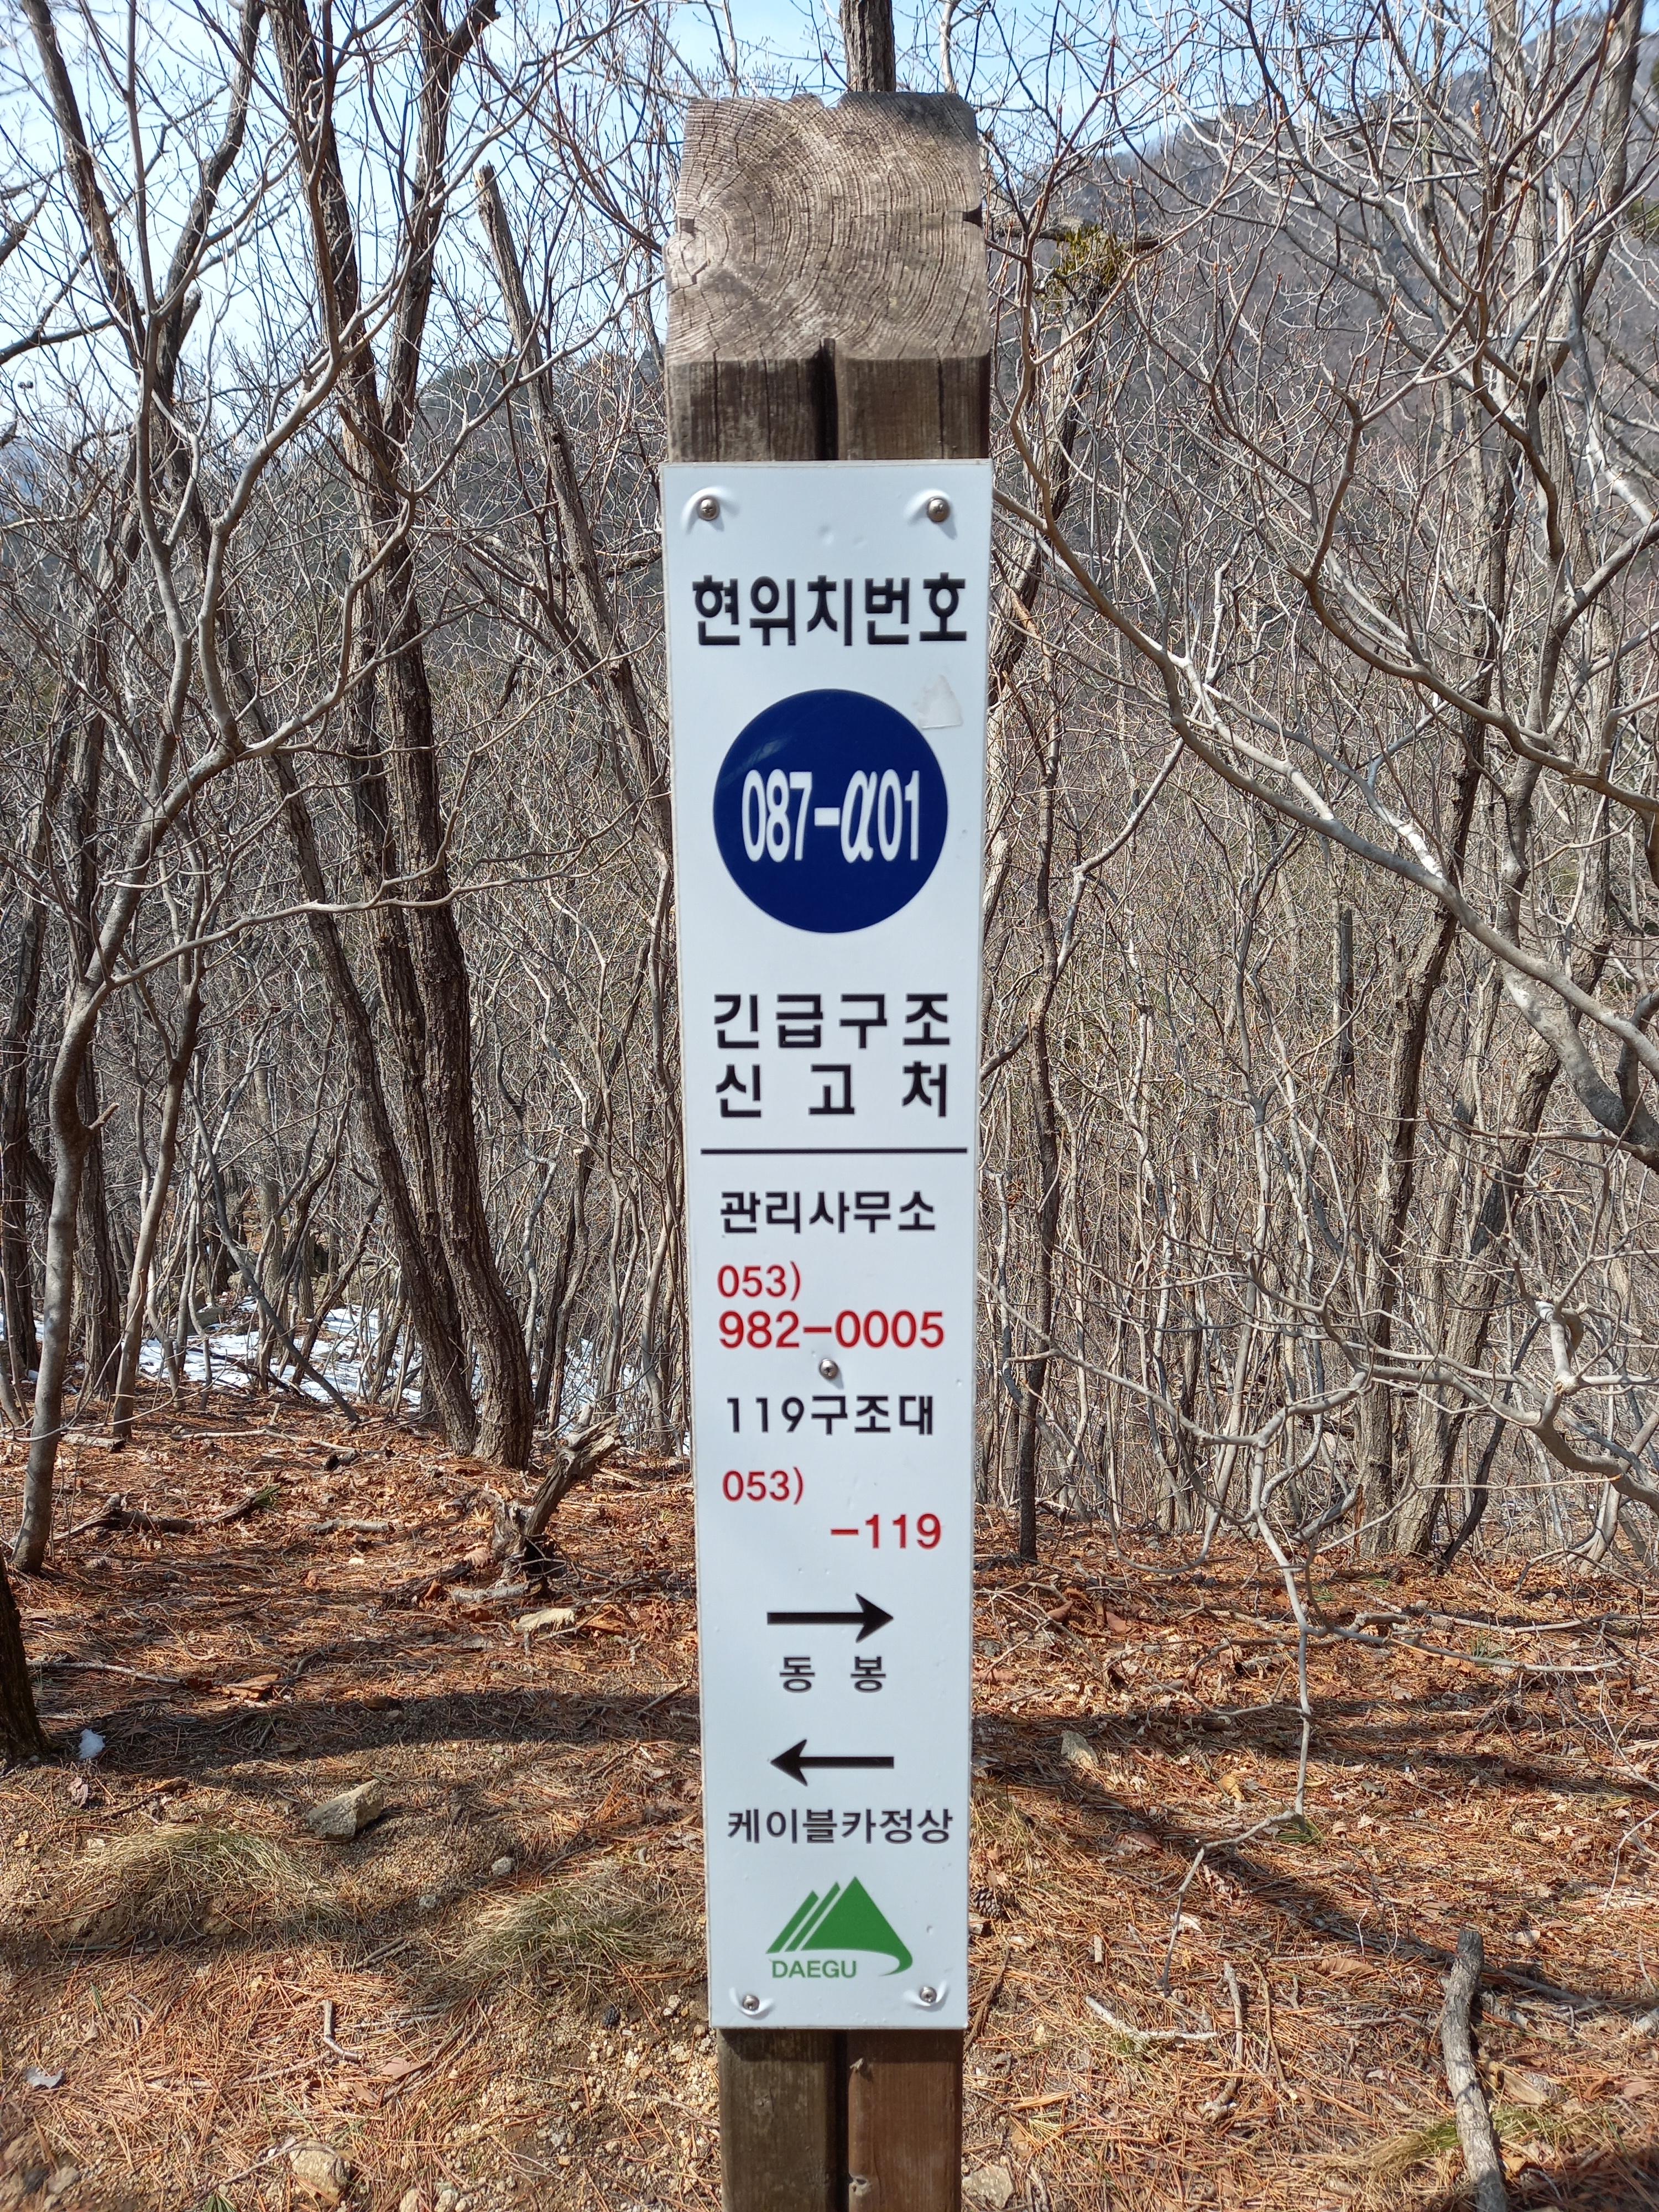 현위치번호
087-α01
긴급구조
신 고 처
관리사무소
053)
982-0005
119구조대
053)
-119
→
동 봉
←
케이블카정상
DAEGU